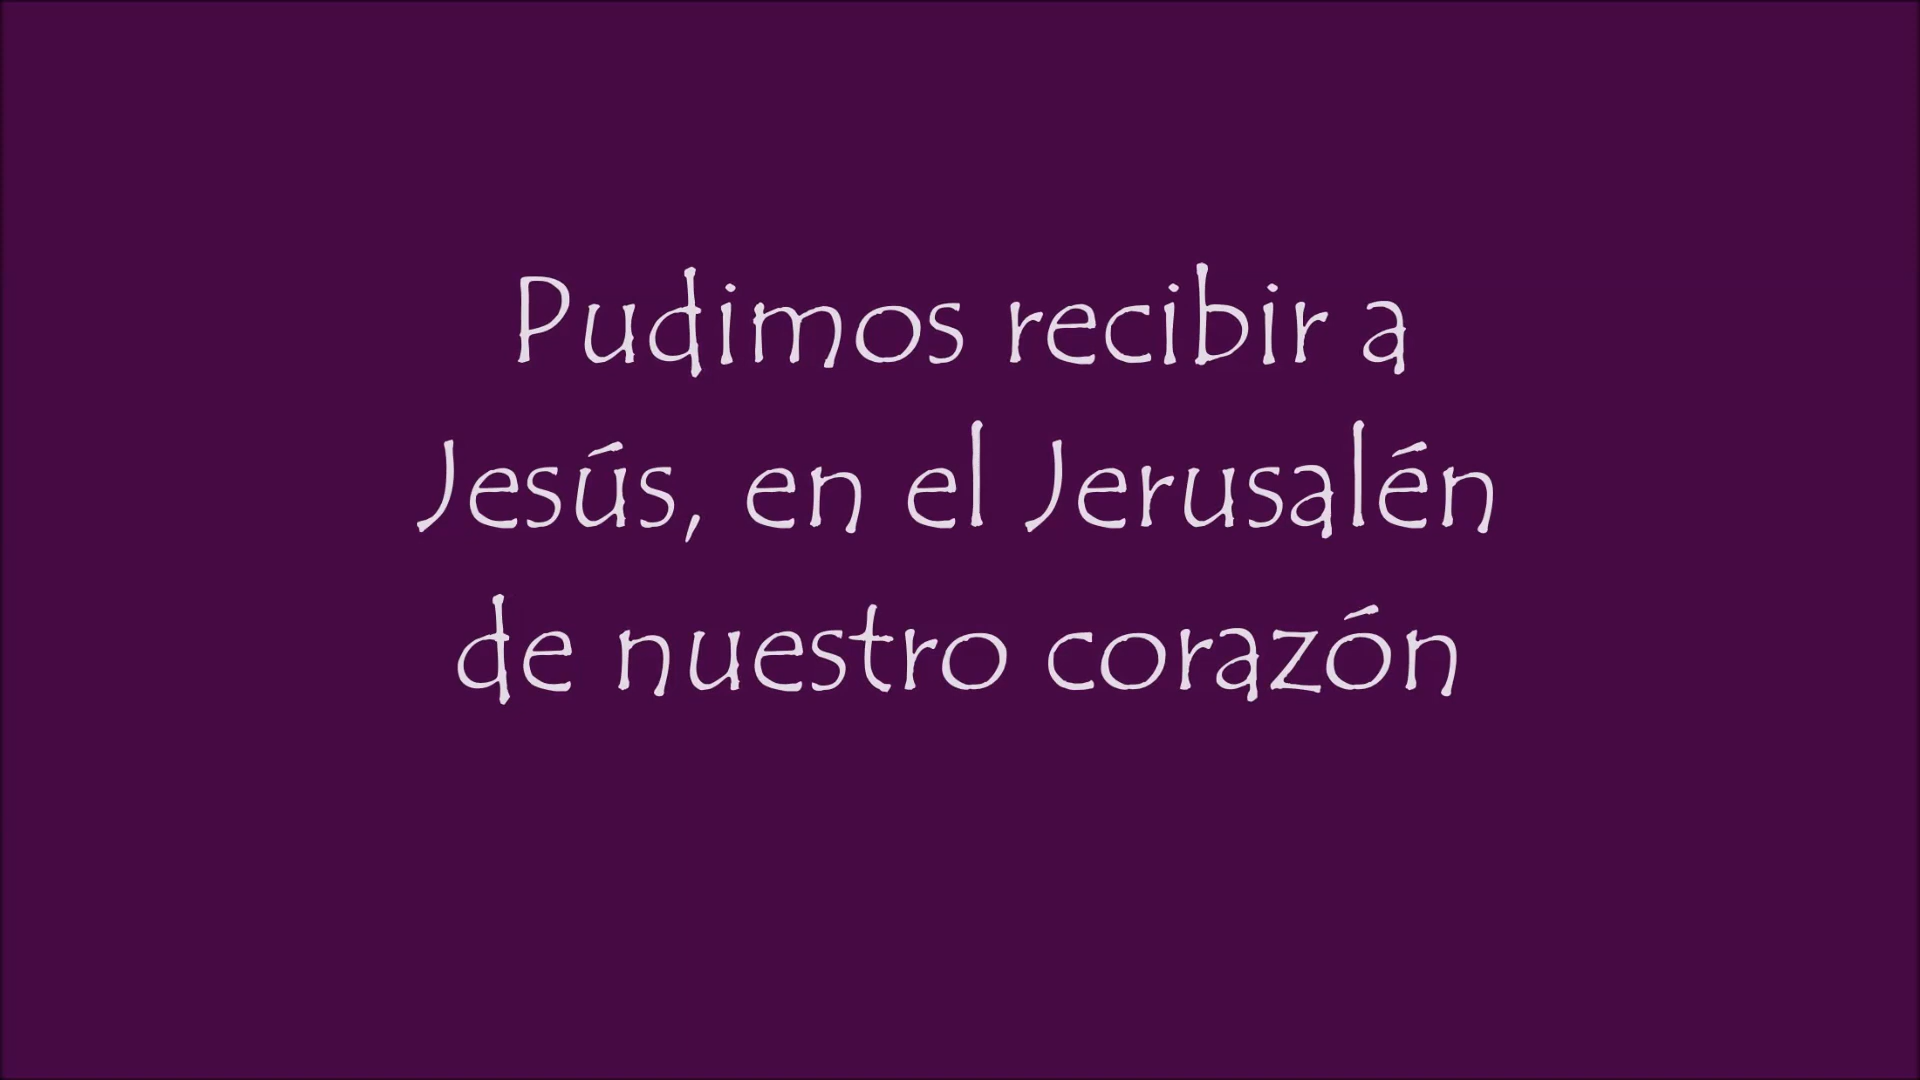 Pudimos recibir a
Jesús, en el Jerusalén
de nuestro corazón